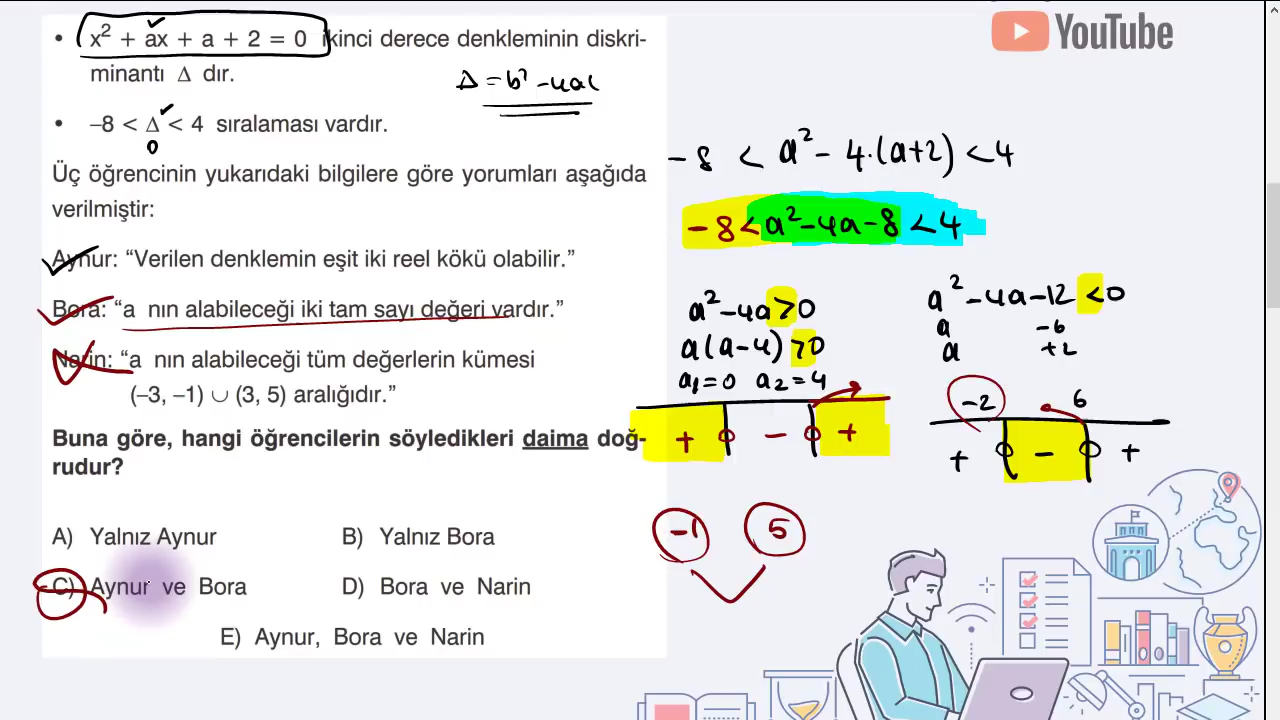 • x² + ax + a + 2 = 0 ikinci derece denkleminin diskri-
minantı Δ dır.
Δ = b² - 4ac
• –8 < Δ < 4 sıralaması vardır.
0
Üç öğrencinin yukarıdaki bilgilere göre yorumları aşağıda
verilmiştir:
Aynur: “Verilen denklemin eşit iki reel kökü olabilir.”
Bora: “a nın alabileceği iki tam sayı değeri vardır.”
Narin: “a nın alabileceği tüm değerlerin kümesi
(–3, –1) ∪ (3, 5) aralığıdır.”
Buna göre, hangi öğrencilerin söyledikleri daima doğ-
rudur?
A) Yalnız Aynur
B) Yalnız Bora
C) Aynur ve Bora
D) Bora ve Narin
E) Aynur, Bora ve Narin
YouTube
- 8 < a² - 4·(a+2) < 4
- 8 < a² - 4a - 8 < 4
a² - 4a > 0
a(a - 4) > 0
a₁ = 0 a₂ = 4
+ - +
a² - 4a - 12 < 0
a -6
a +2
-2 6
+ - +
-1 5